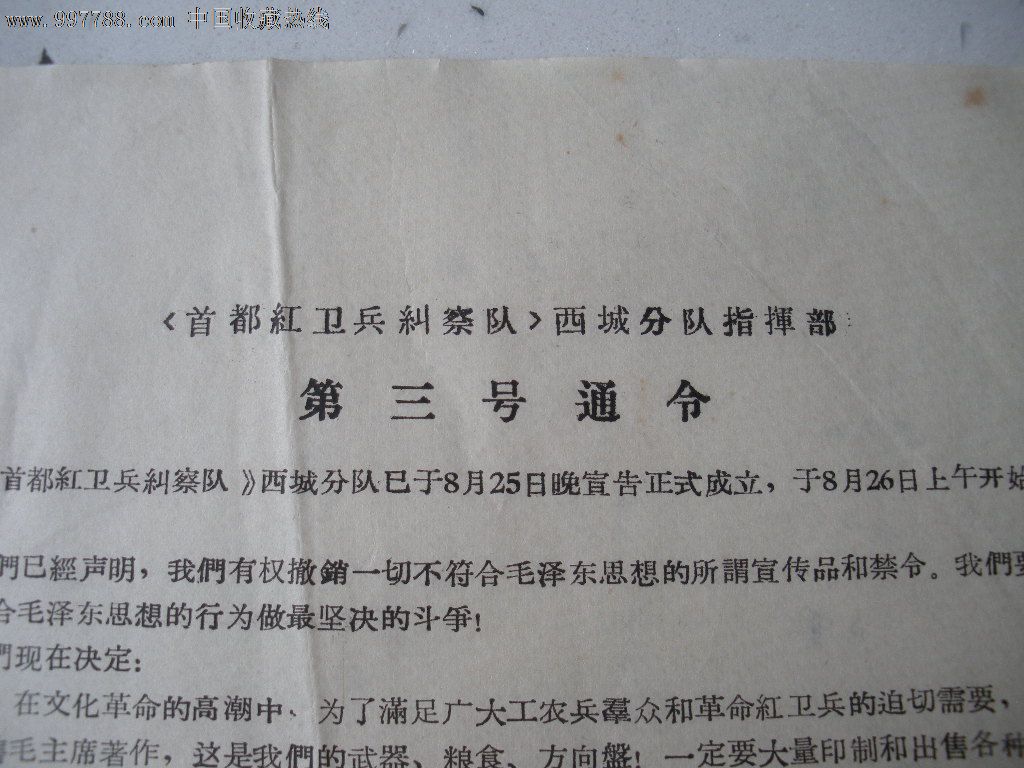 www.997788.com 中国收藏热线
<首都紅卫兵糾察队>西城分队指揮部
第三号通令
首都紅卫兵糾察队》西城分队已于8月25日晚宣告正式成立，于8月26日上午开始
們已經声明，我們有权撤銷一切不符合毛泽东思想的所謂宣传品和禁令。我們要
合毛泽东思想的行为做最坚决的斗爭！
們现在决定：
在文化革命的高潮中、为了滿足广大工农兵羣众和革命紅卫兵的迫切需要，
毛主席著作，这是我們的武器、粮食、方向盤！一定要大量印制和出售各种